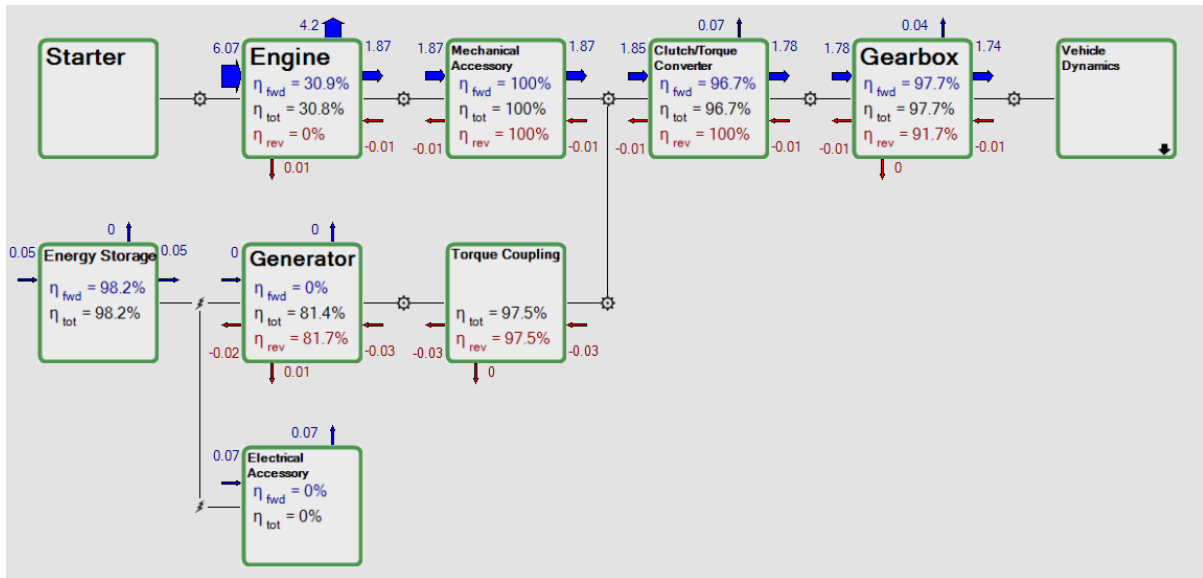 4.2
0.07
0.04
6.07
1.87
1.87
1.87
1.85
1.78
1.78
1.74
Starter
Engine
η fwd = 30.9%
η tot = 30.8%
η rev = 0%
Mechanical
Accessory
η fwd = 100%
η tot = 100%
η rev = 100%
Clutch/Torque
Converter
η fwd = 96.7%
η tot = 96.7%
η rev = 100%
Gearbox
η fwd = 97.7%
η tot = 97.7%
η rev = 91.7%
Vehicle
Dynamics
-0.01
-0.01
-0.01
-0.01
-0.01
-0.01
-0.01
0.01
0
0
0
0.05
0.05
0
Energy Storage
η fwd = 98.2%
η tot = 98.2%
Generator
η fwd = 0%
η tot = 81.4%
η rev = 81.7%
Torque Coupling
η tot = 97.5%
η rev = 97.5%
-0.02
-0.03
-0.03
-0.03
0.01
0
0.07
0.07
Electrical
Accessory
η fwd = 0%
η tot = 0%